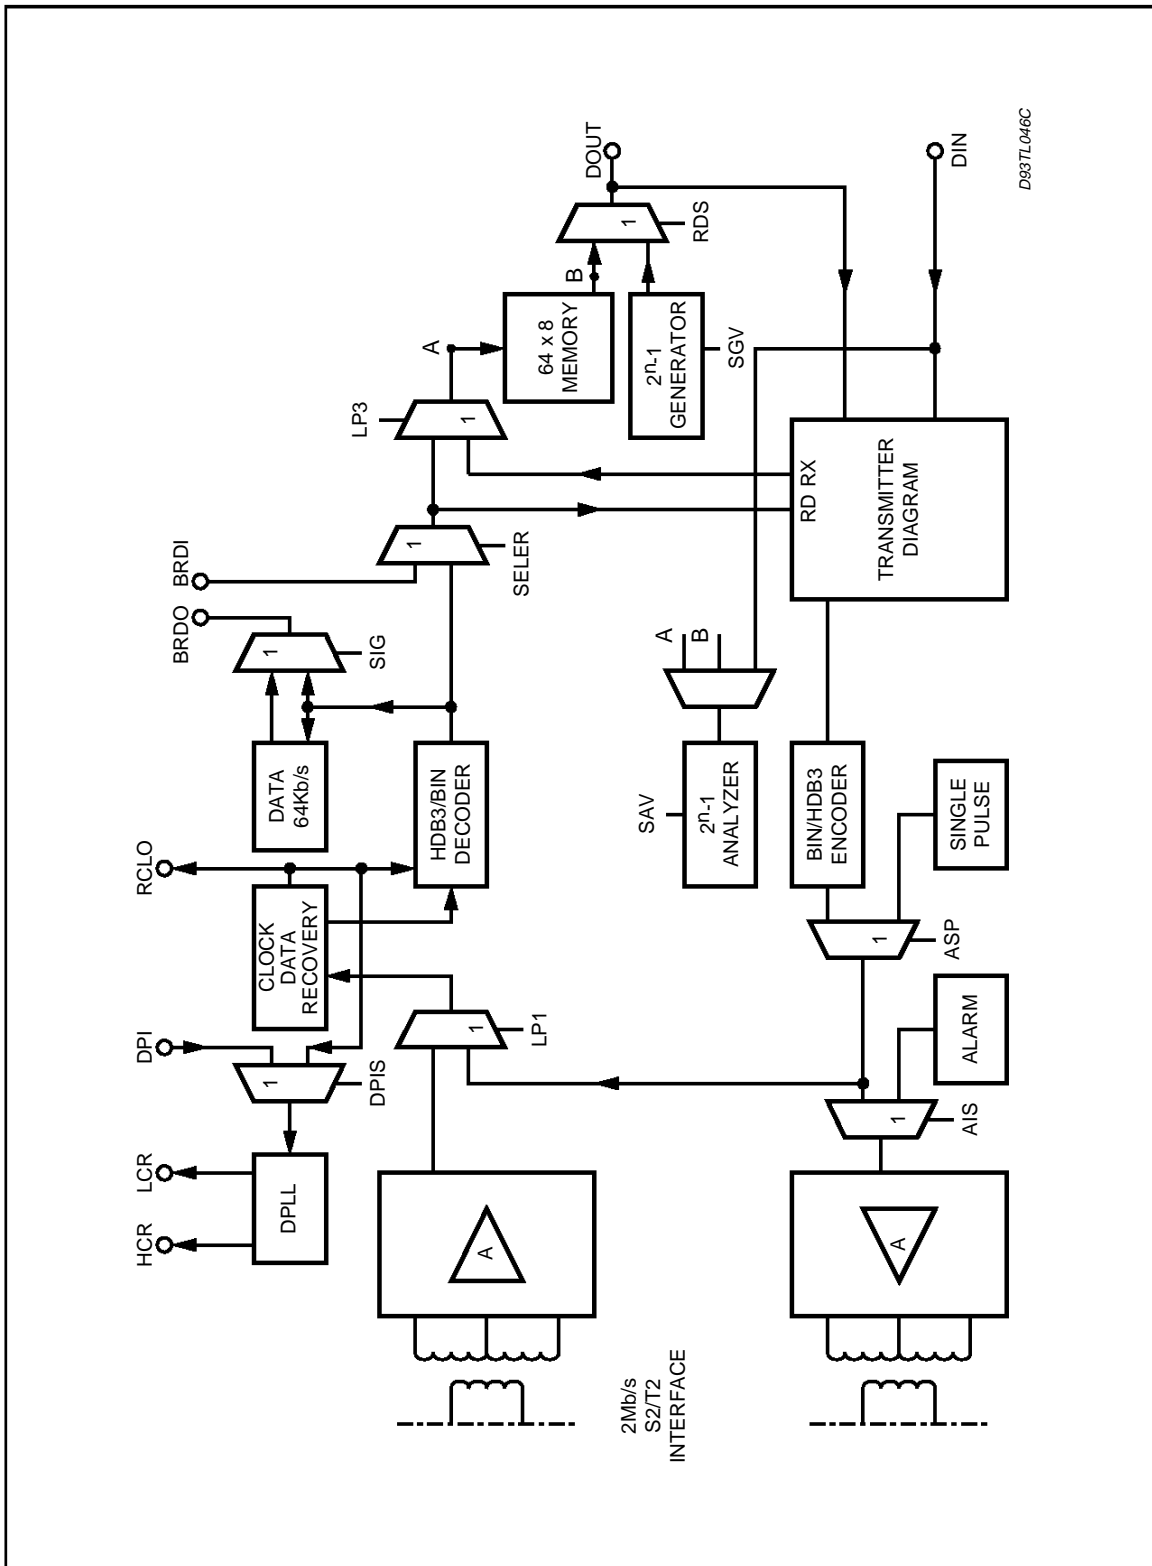 HCR
LCR
DPI
RCLO
BRDO
BRDI
DPLL
1
DPIS
CLOCK
DATA
RECOVERY
DATA
64Kb/s
1
SIG
A
1
LP1
HDB3/BIN
DECODER
1
SELER
LP3
1
A
64 x 8
MEMORY
B
1
RDS
DOUT
2n-1
GENERATOR
SGV
2Mb/s
S2/T2
INTERFACE
SAV
2n-1
ANALYZER
A
B
RD RX
TRANSMITTER
DIAGRAM
BIN/HDB3
ENCODER
SINGLE
PULSE
1
ASP
ALARM
1
AIS
A
DIN
D93TL046C